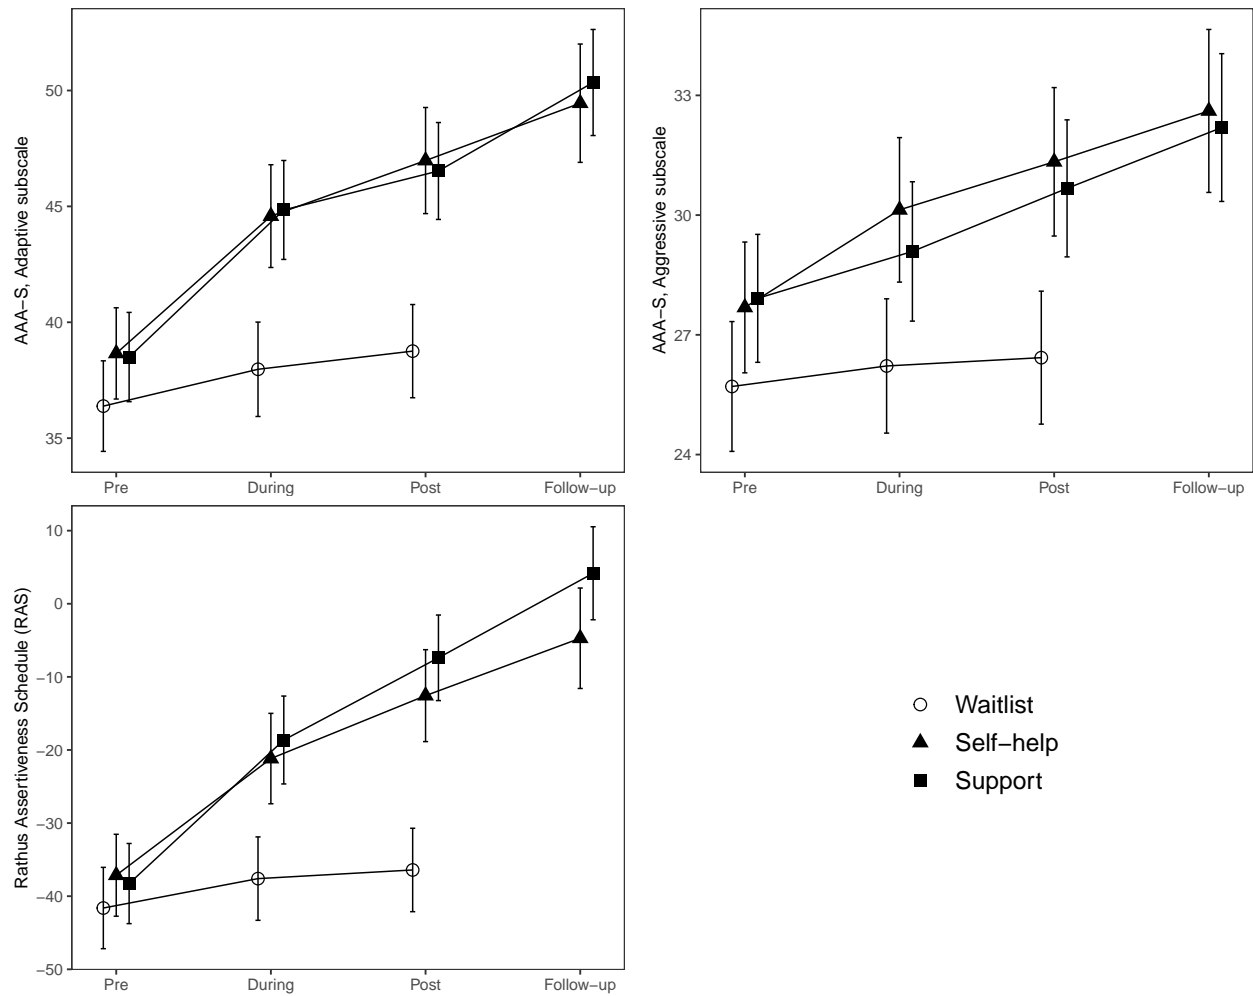 AAA−S, Adaptive subscale
50
45
40
35
Pre During Post Follow−up
AAA−S, Aggressive subscale
33
30
27
24
Pre During Post Follow−up
Rathus Assertiveness Schedule (RAS)
10
0
−10
−20
−30
−40
−50
Pre During Post Follow−up
Waitlist
Self−help
Support